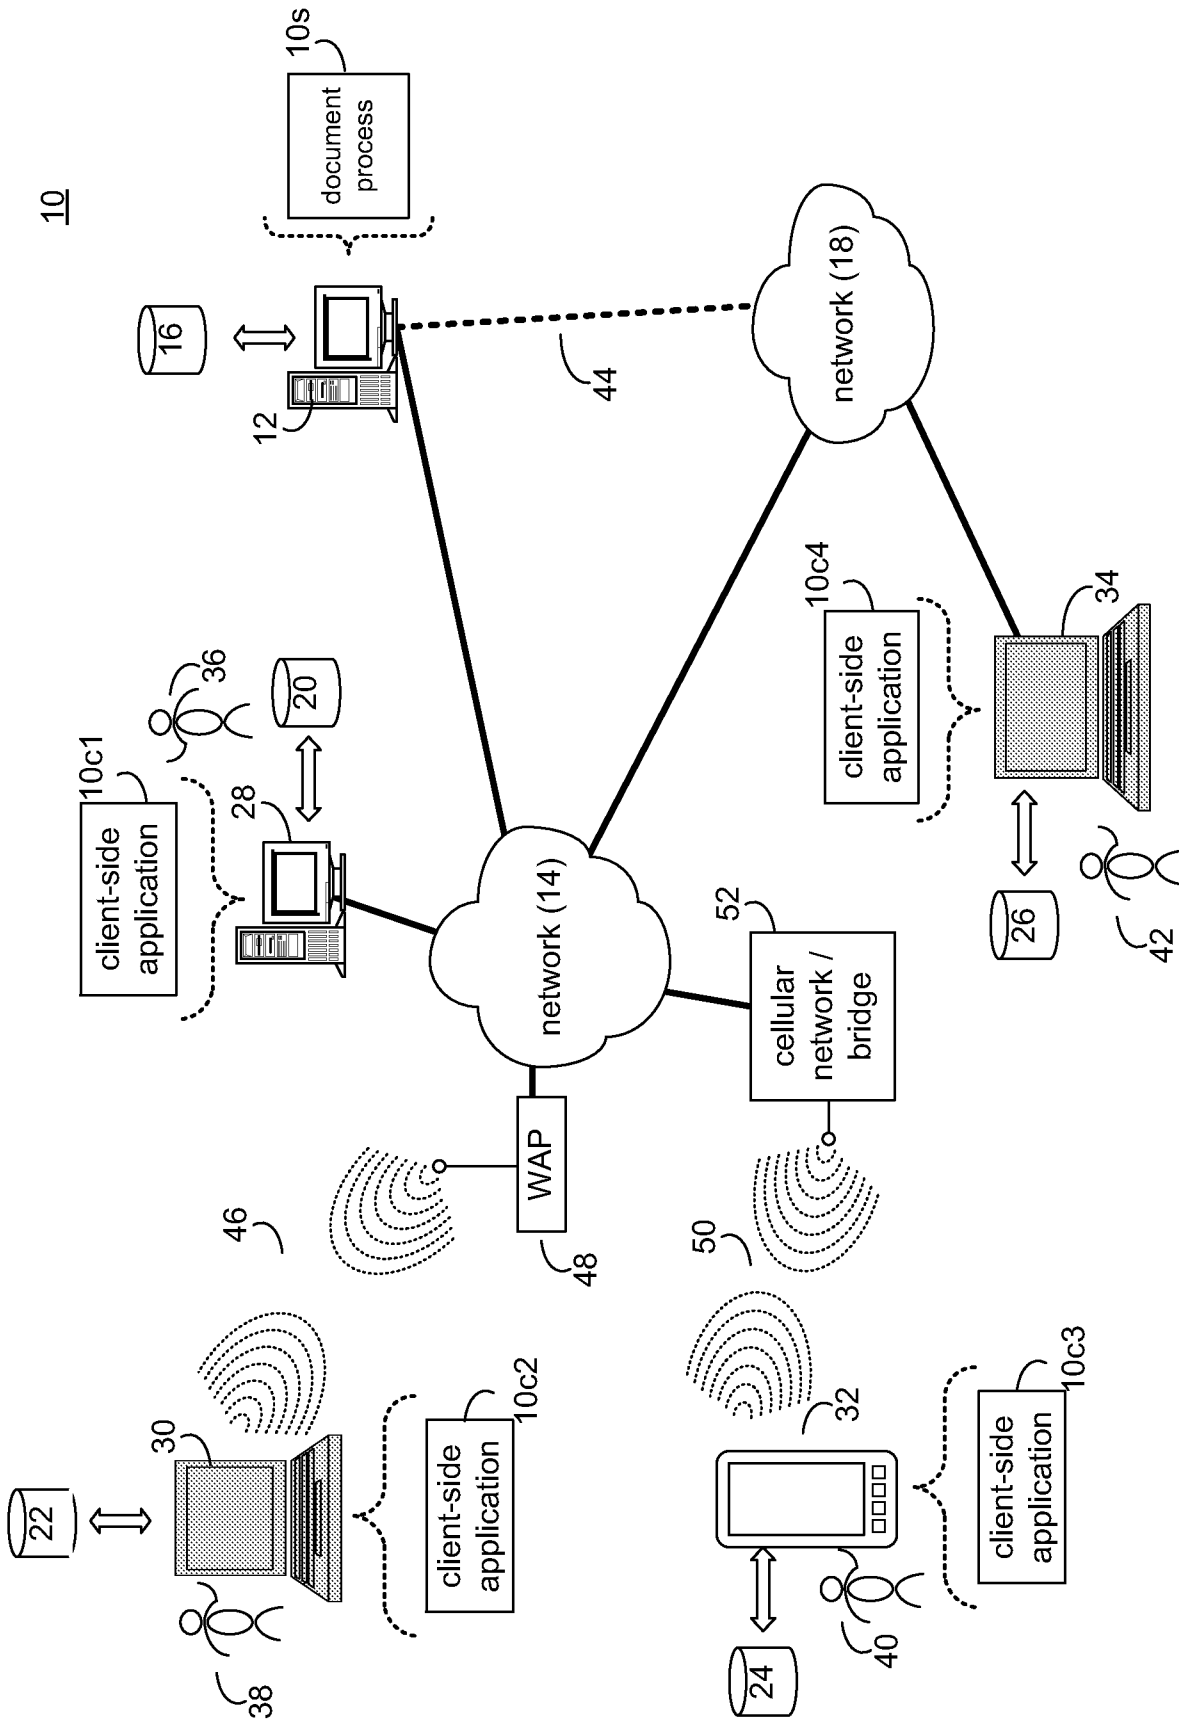 10
22
30
38
client-side
application
10c2
46
client-side
application
10c1
28
36
20
16
12
document
process
10s
WAP
48
network (14)
44
network (18)
24
32
40
client-side
application
10c3
50
cellular
network /
bridge
52
client-side
application
10c4
34
26
42